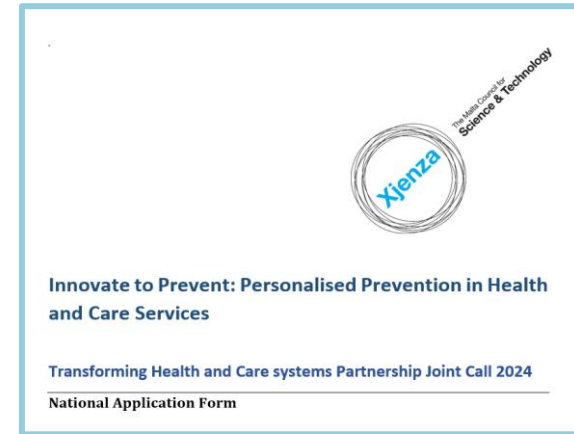 The Malta Council for
Science & Technology
Xjenza
Innovate to Prevent: Personalised Prevention in Health
and Care Services
Transforming Health and Care systems Partnership Joint Call 2024
National Application Form